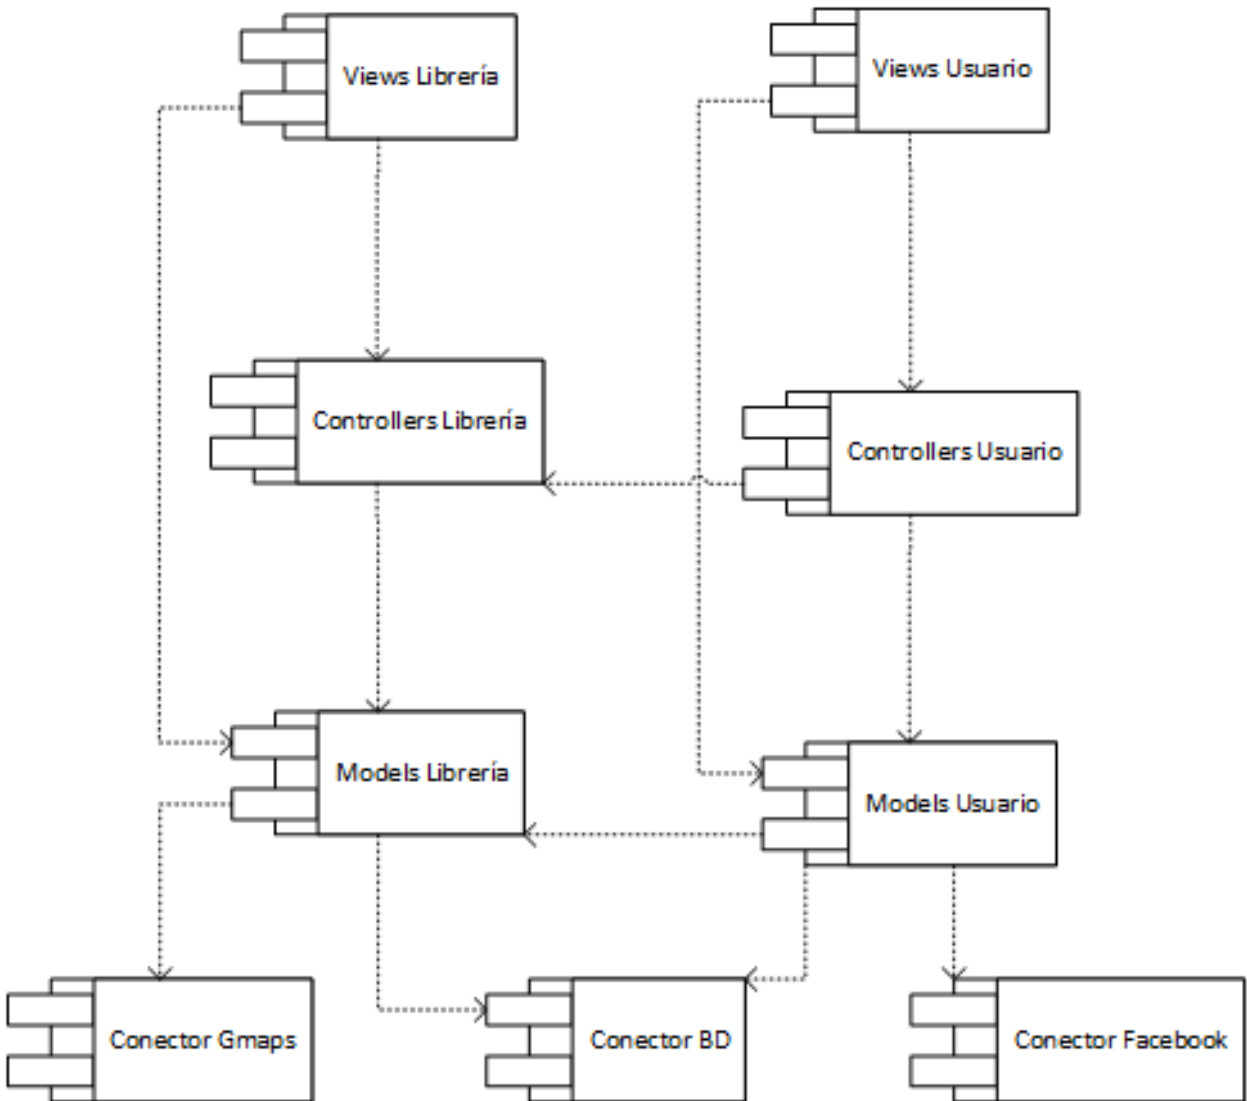 Views Librería
Views Usuario
Controllers Librería
Controllers Usuario
Models Librería
Models Usuario
Conector Gmaps
Conector BD
Conector Facebook